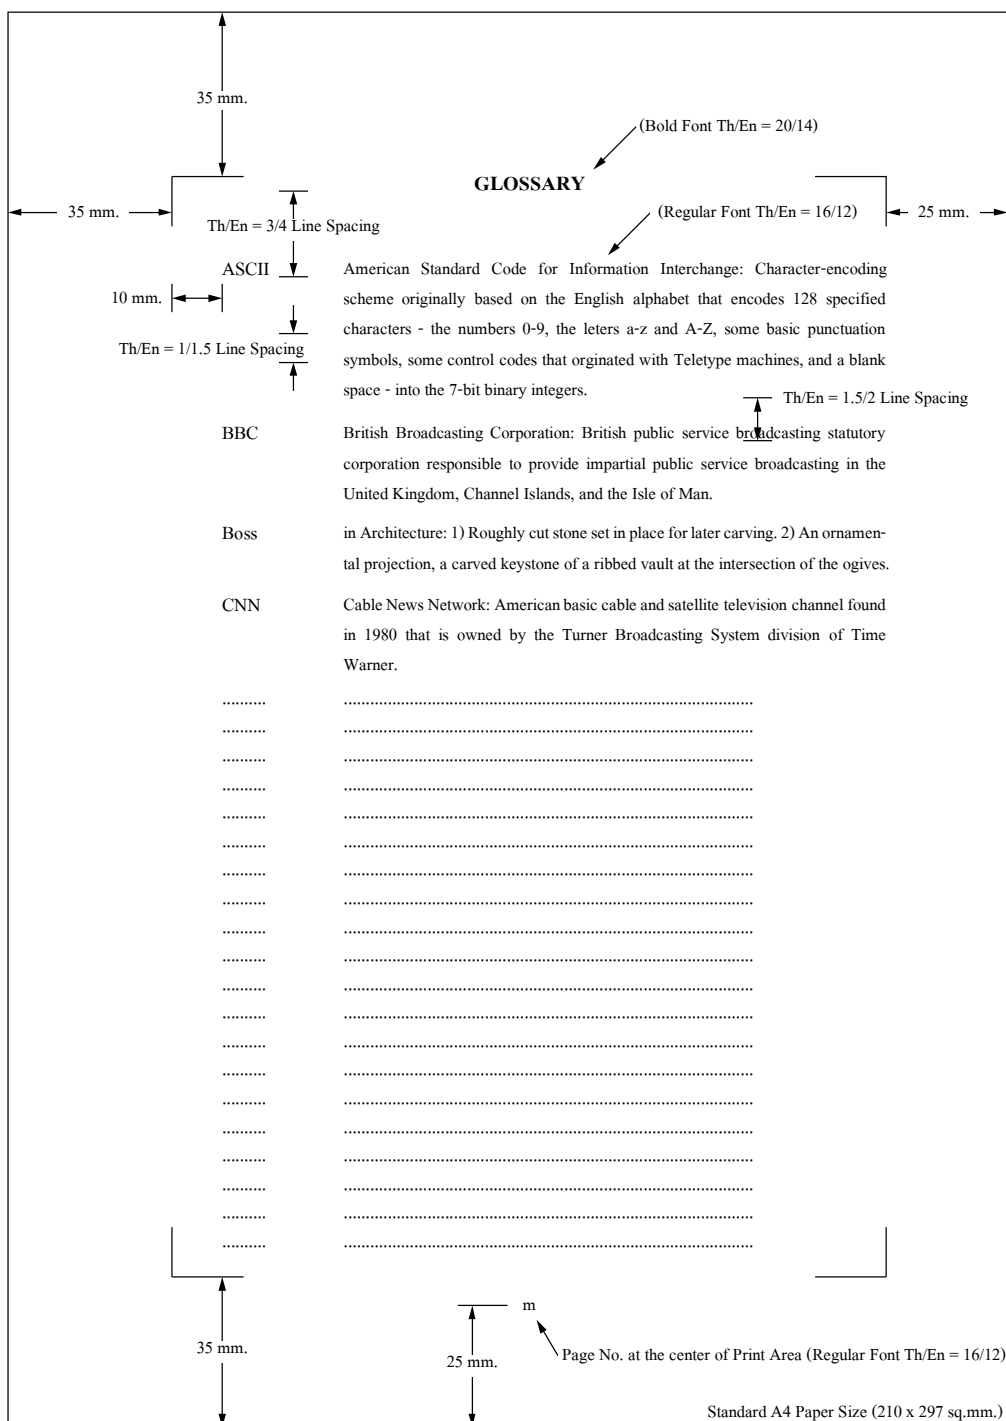 35 mm.
(Bold Font Th/En = 20/14)
GLOSSARY
35 mm.
(Regular Font Th/En = 16/12)
25 mm.
Th/En = 3/4 Line Spacing
ASCII American Standard Code for Information Interchange: Character-encoding
10 mm. scheme originally based on the English alphabet that encodes 128 specified
characters - the numbers 0-9, the letters a-z and A-Z, some basic punctuation
Th/En = 1/1.5 Line Spacing
symbols, some control codes that orginated with Teletype machines, and a blank
space - into the 7-bit binary integers.
Th/En = 1.5/2 Line Spacing
BBC British Broadcasting Corporation: British public service broadcasting statutory
corporation responsible to provide impartial public service broadcasting in the
United Kingdom, Channel Islands, and the Isle of Man.
Boss in Architecture: 1) Roughly cut stone set in place for later carving. 2) An ornamen-
tal projection, a carved keystone of a ribbed vault at the intersection of the ogives.
CNN Cable News Network: American basic cable and satellite television channel found
in 1980 that is owned by the Turner Broadcasting System division of Time
Warner.
m
35 mm.
25 mm.
Page No. at the center of Print Area (Regular Font Th/En = 16/12)
Standard A4 Paper Size (210 x 297 sq.mm.)